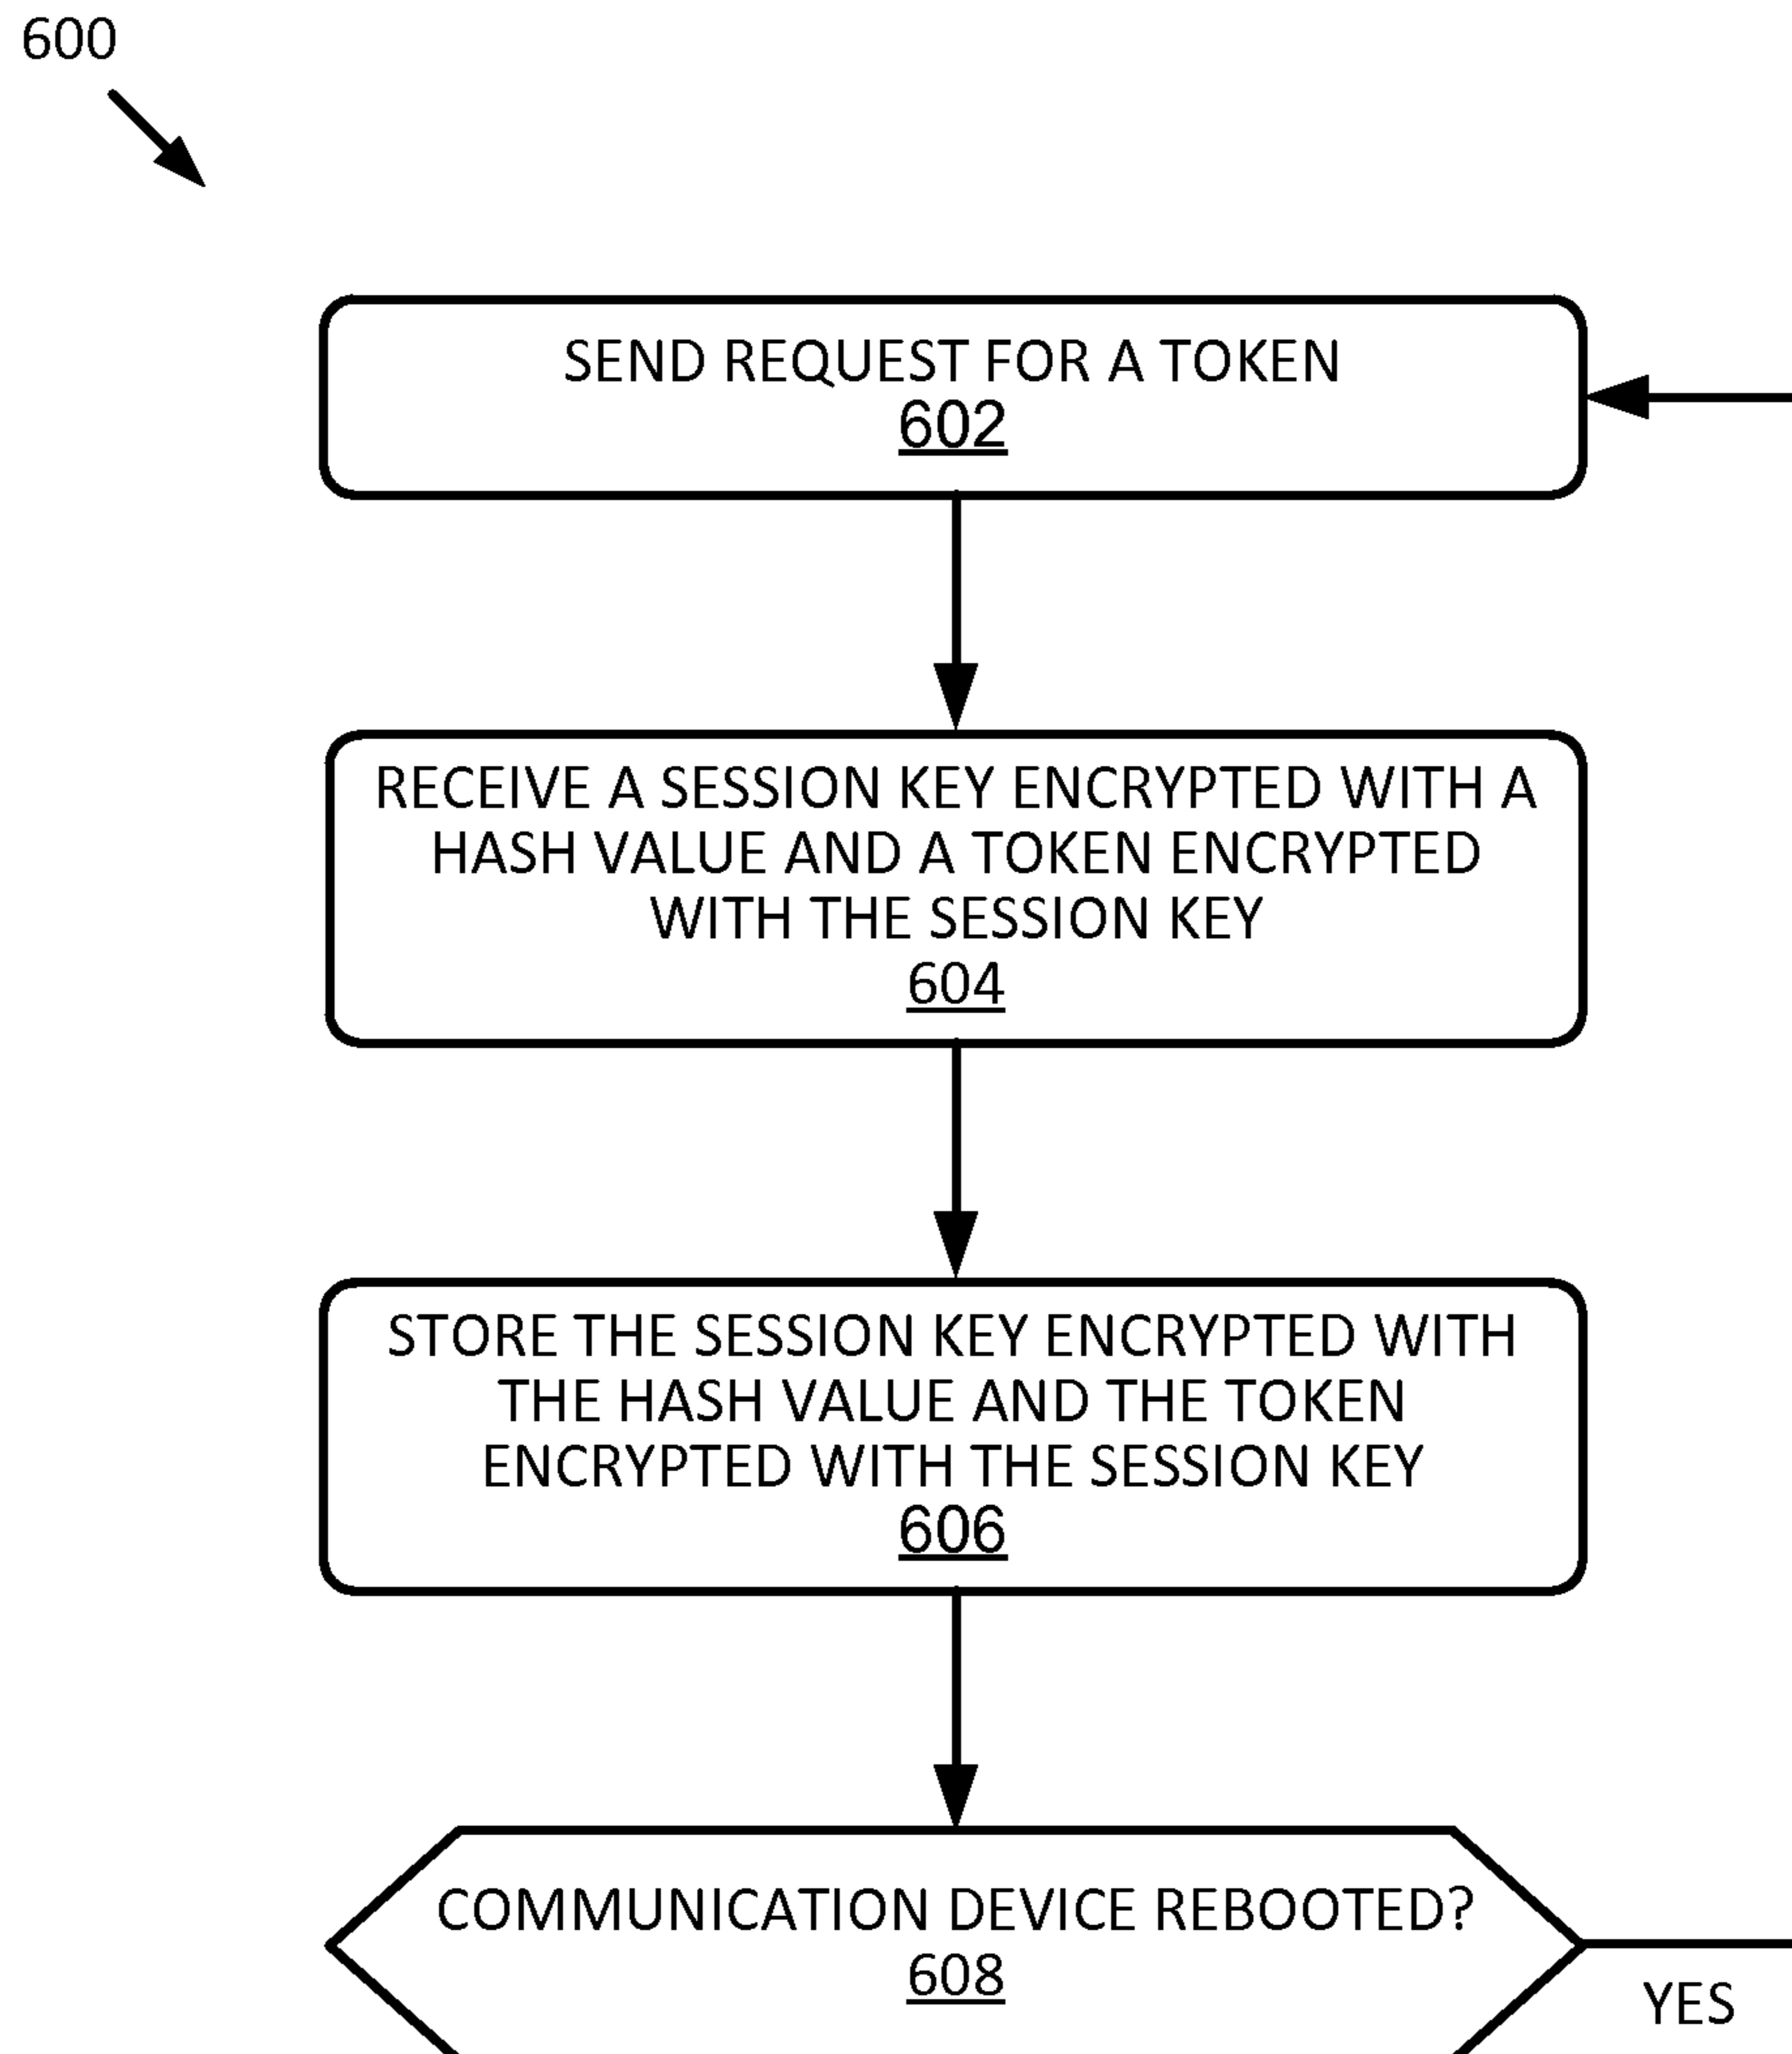 600
SEND REQUEST FOR A TOKEN
602
RECEIVE A SESSION KEY ENCRYPTED WITH A
HASH VALUE AND A TOKEN ENCRYPTED
WITH THE SESSION KEY
604
STORE THE SESSION KEY ENCRYPTED WITH
THE HASH VALUE AND THE TOKEN
ENCRYPTED WITH THE SESSION KEY
606
COMMUNICATION DEVICE REBOOTED?
608
YES